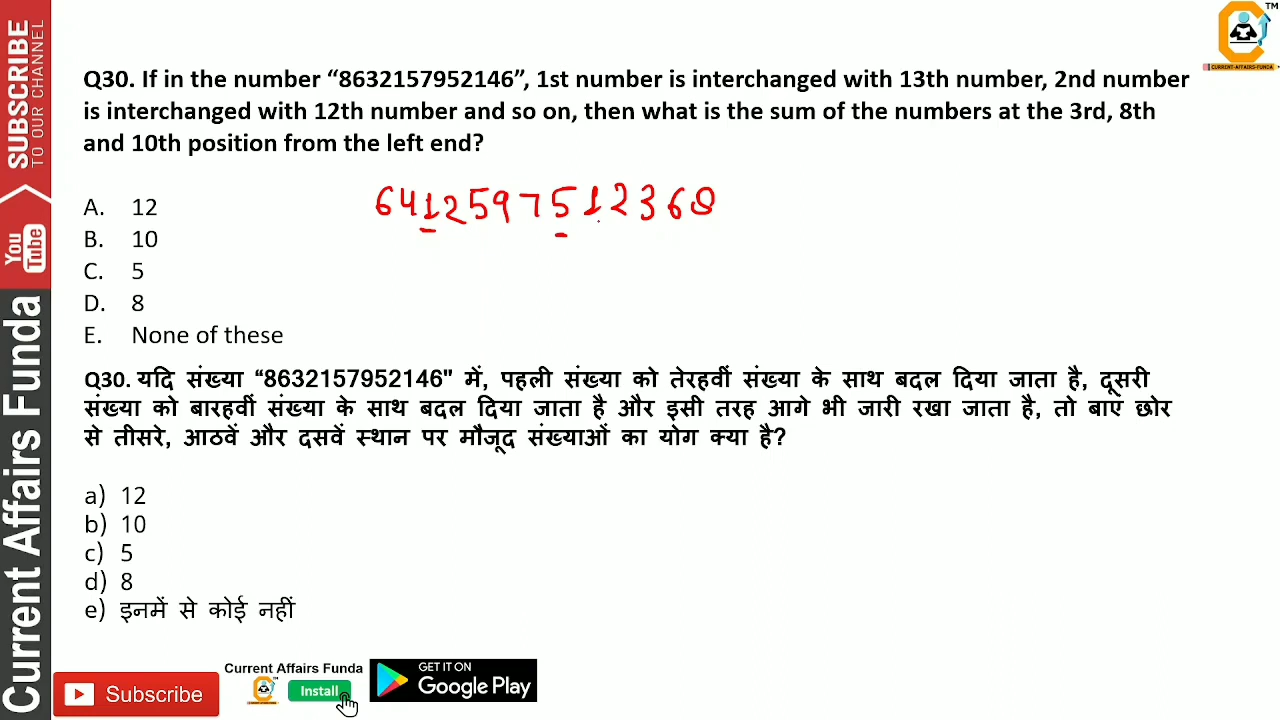 SUBSCRIBE
TO OUR CHANNEL
You Tube
Current Affairs Funda
TM
CURRENT-AFFAIRS-FUNDA
Q30. If in the number “8632157952146”, 1st number is interchanged with 13th number, 2nd number
is interchanged with 12th number and so on, then what is the sum of the numbers at the 3rd, 8th
and 10th position from the left end?
6412597512368
A. 12
B. 10
C. 5
D. 8
E. None of these
Q30. यदि संख्या “8632157952146" में, पहली संख्या को तेरहवीं संख्या के साथ बदल दिया जाता है, दूसरी
संख्या को बारहवीं संख्या के साथ बदल दिया जाता है और इसी तरह आगे भी जारी रखा जाता है, तो बाएं छोर
से तीसरे, आठवें और दसवें स्थान पर मौजूद संख्याओं का योग क्या है?
a) 12
b) 10
c) 5
d) 8
e) इनमें से कोई नहीं
Subscribe
Current Affairs Funda
Install
GET IT ON
Google Play